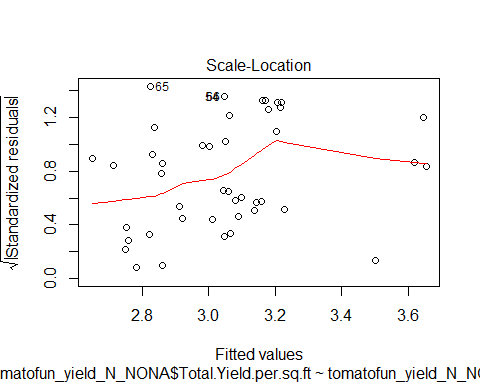 Scale-Location
√|Standardized residuals|
0.0 0.4 0.8 1.2
65
54
2.8 3.0 3.2 3.4 3.6
Fitted values
matofun_yield_N_NONA$Total.Yield.per.sq.ft ~ tomatofun_yield_N_NO